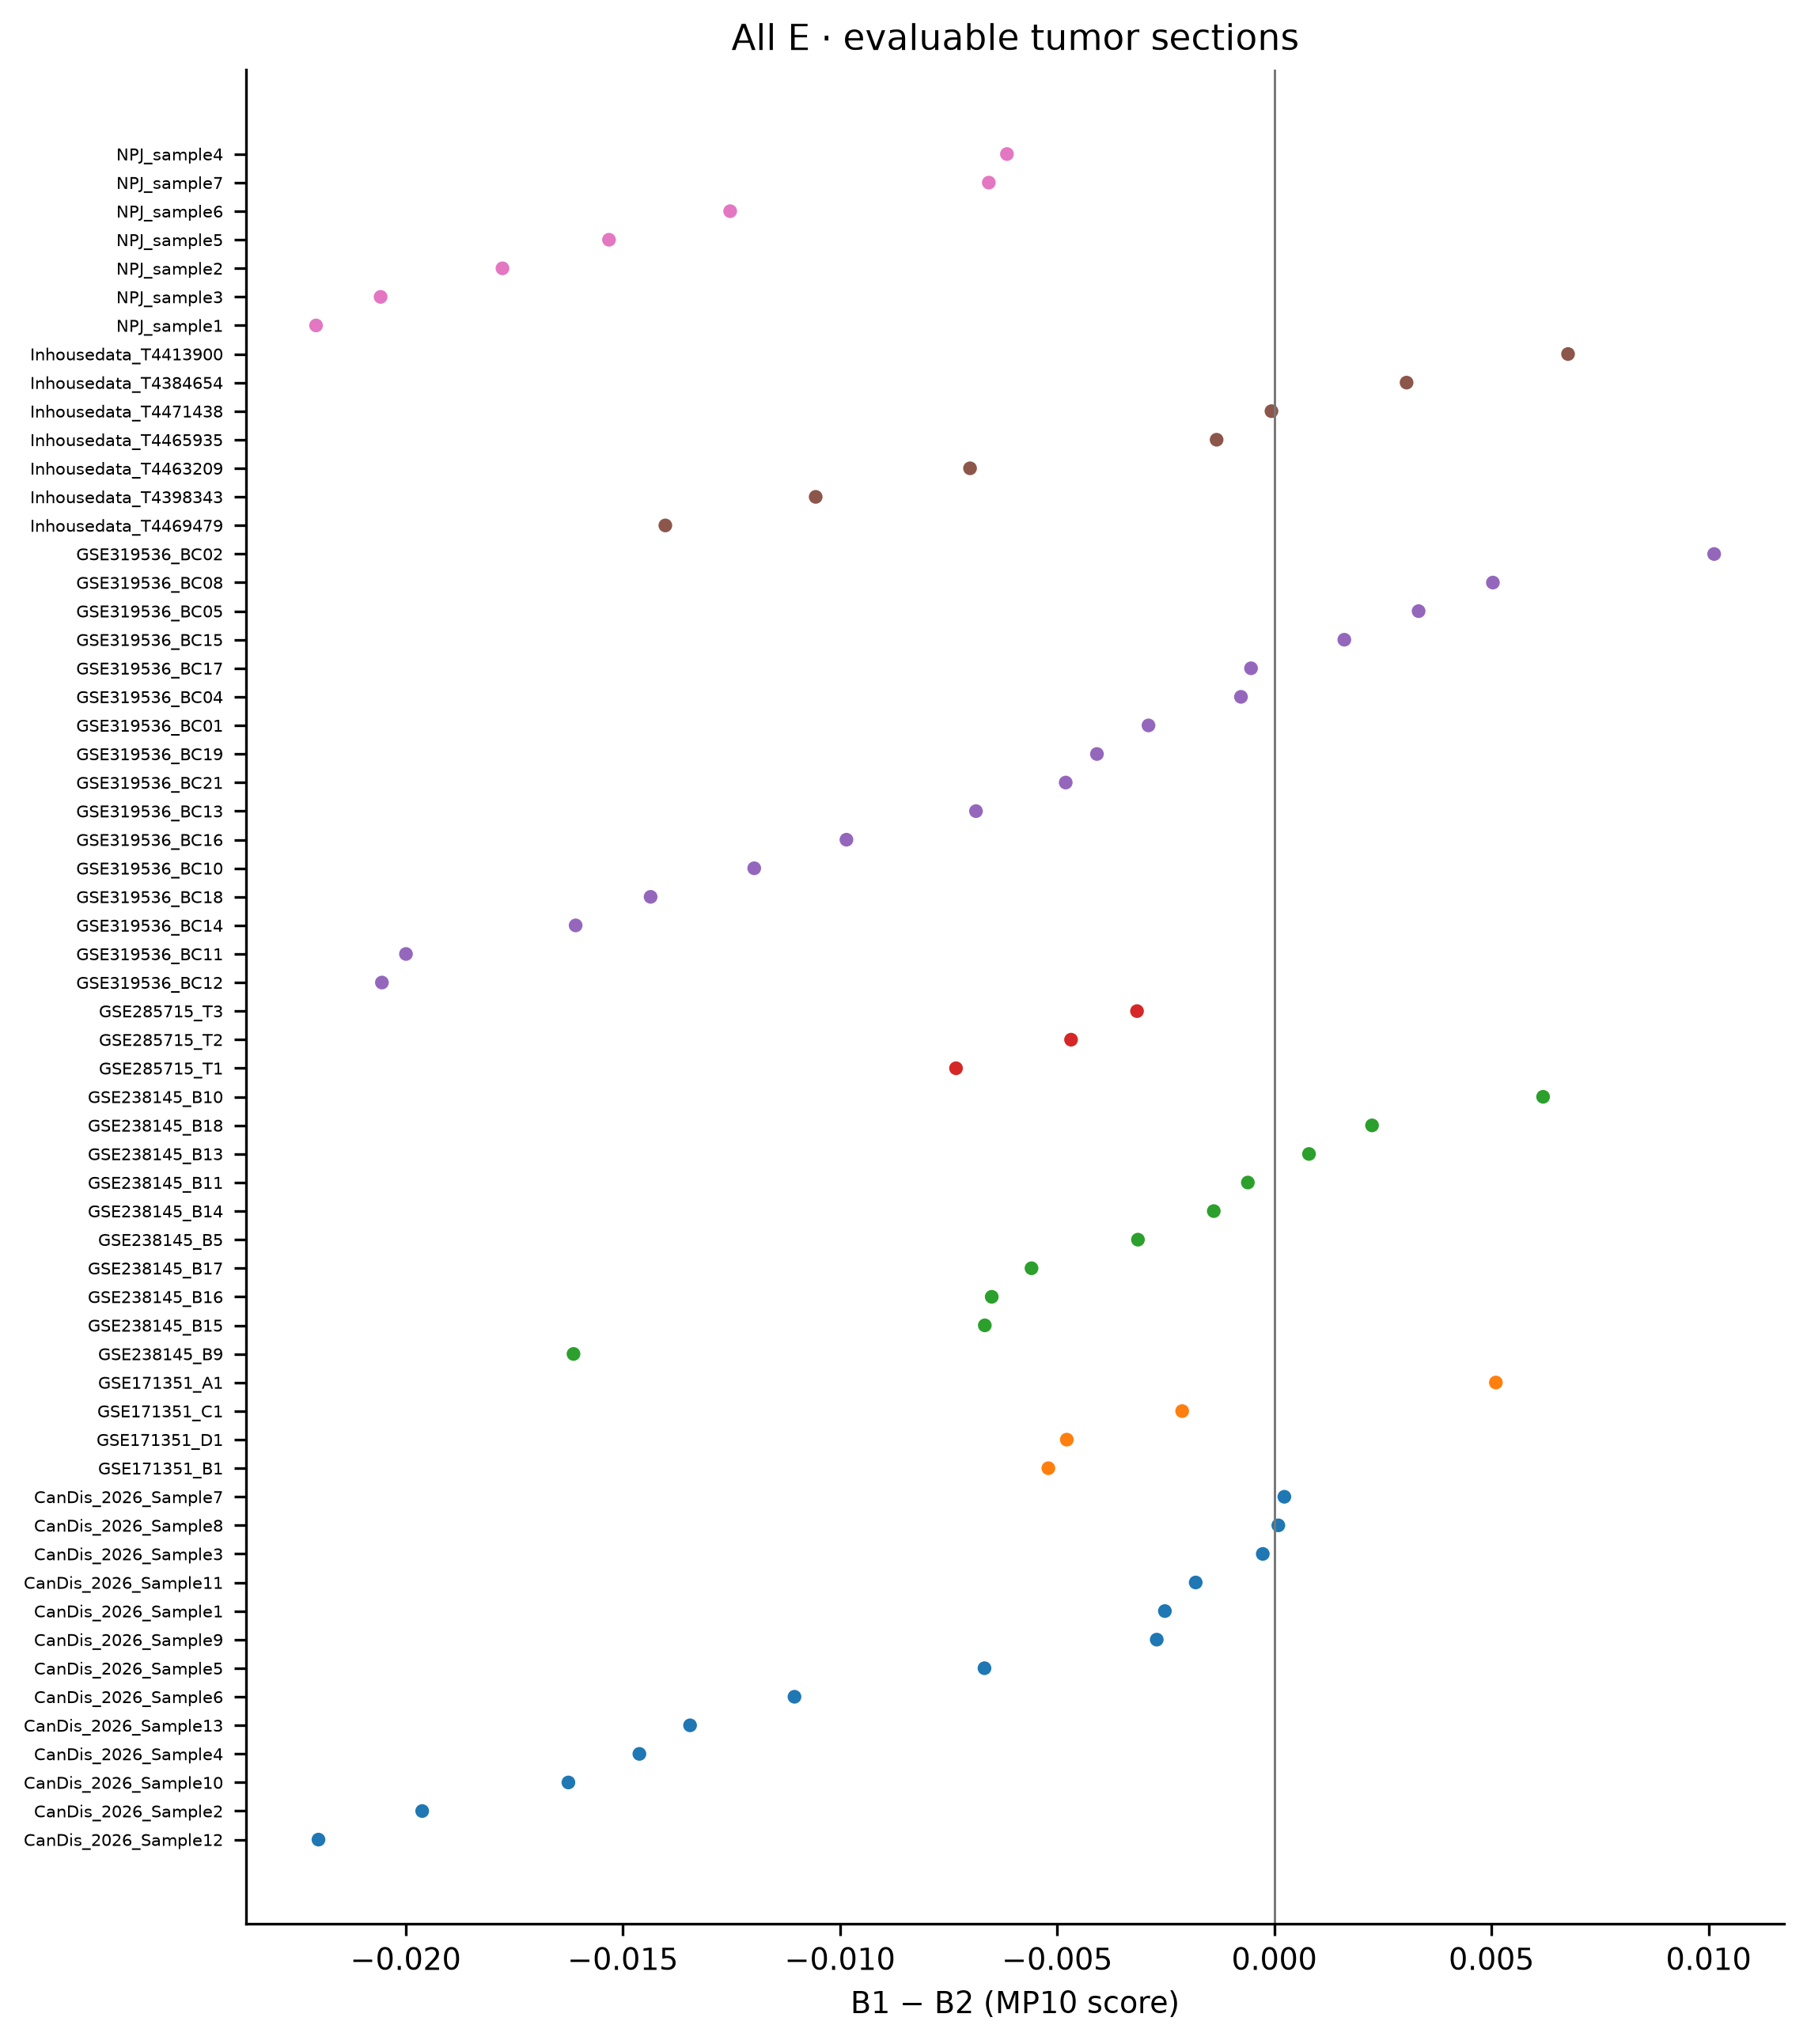 All E · evaluable tumor sections
NPJ_sample4
NPJ_sample7
NPJ_sample6
NPJ_sample5
NPJ_sample2
NPJ_sample3
NPJ_sample1
Inhousedata_T4413900
Inhousedata_T4384654
Inhousedata_T4471438
Inhousedata_T4465935
Inhousedata_T4463209
Inhousedata_T4398343
Inhousedata_T4469479
GSE319536_BC02
GSE319536_BC08
GSE319536_BC05
GSE319536_BC15
GSE319536_BC17
GSE319536_BC04
GSE319536_BC01
GSE319536_BC19
GSE319536_BC21
GSE319536_BC13
GSE319536_BC16
GSE319536_BC10
GSE319536_BC18
GSE319536_BC14
GSE319536_BC11
GSE319536_BC12
GSE285715_T3
GSE285715_T2
GSE285715_T1
GSE238145_B10
GSE238145_B18
GSE238145_B13
GSE238145_B11
GSE238145_B14
GSE238145_B5
GSE238145_B17
GSE238145_B16
GSE238145_B15
GSE238145_B9
GSE171351_A1
GSE171351_C1
GSE171351_D1
GSE171351_B1
CanDis_2026_Sample7
CanDis_2026_Sample8
CanDis_2026_Sample3
CanDis_2026_Sample11
CanDis_2026_Sample1
CanDis_2026_Sample9
CanDis_2026_Sample5
CanDis_2026_Sample6
CanDis_2026_Sample13
CanDis_2026_Sample4
CanDis_2026_Sample10
CanDis_2026_Sample2
CanDis_2026_Sample12
−0.020 −0.015 −0.010 −0.005 0.000 0.005 0.010
B1 − B2 (MP10 score)